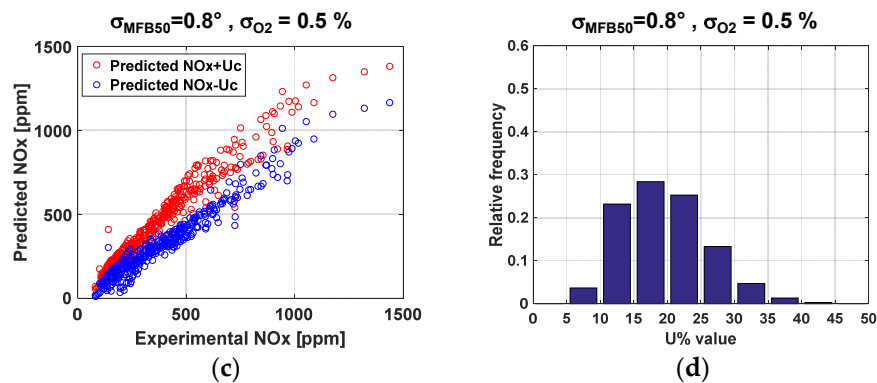 σMFB50=0.8° , σO2 = 0.5 %
1500
1000
500
0
0
500
1000
1500
Predicted NOx [ppm]
Predicted NOx+Uc
Predicted NOx-Uc
Experimental NOx [ppm]
(c)
σMFB50=0.8° , σO2 = 0.5 %
0.6
0.5
0.4
0.3
0.2
0.1
0
0
5
10
15
20
25
30
35
40
45
50
Relative frequency
U% value
(d)